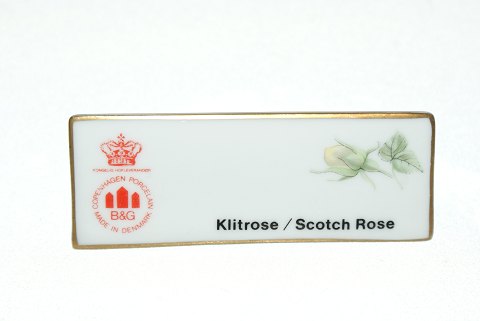 KONGELIG HOFLEVERANDØR
COPENHAGEN PORCELAIN
B&G
MADE IN DENMARK
Klitrose / Scotch Rose